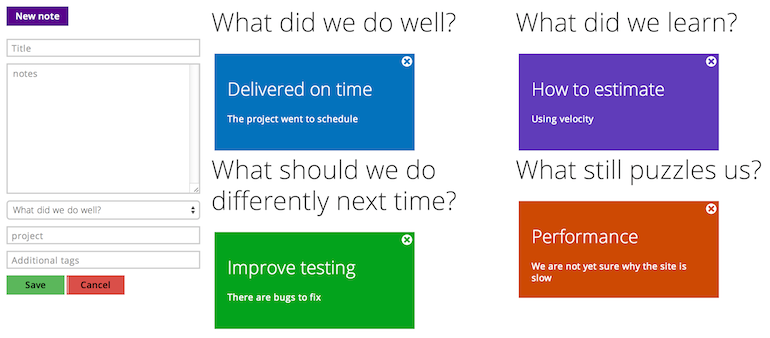 New note
Title
notes
What did we do well?
project
Additional tags
Save
Cancel
What did we do well?
Delivered on time
The project went to schedule
What did we learn?
How to estimate
Using velocity
What should we do
differently next time?
Improve testing
There are bugs to fix
What still puzzles us?
Performance
We are not yet sure why the site is
slow